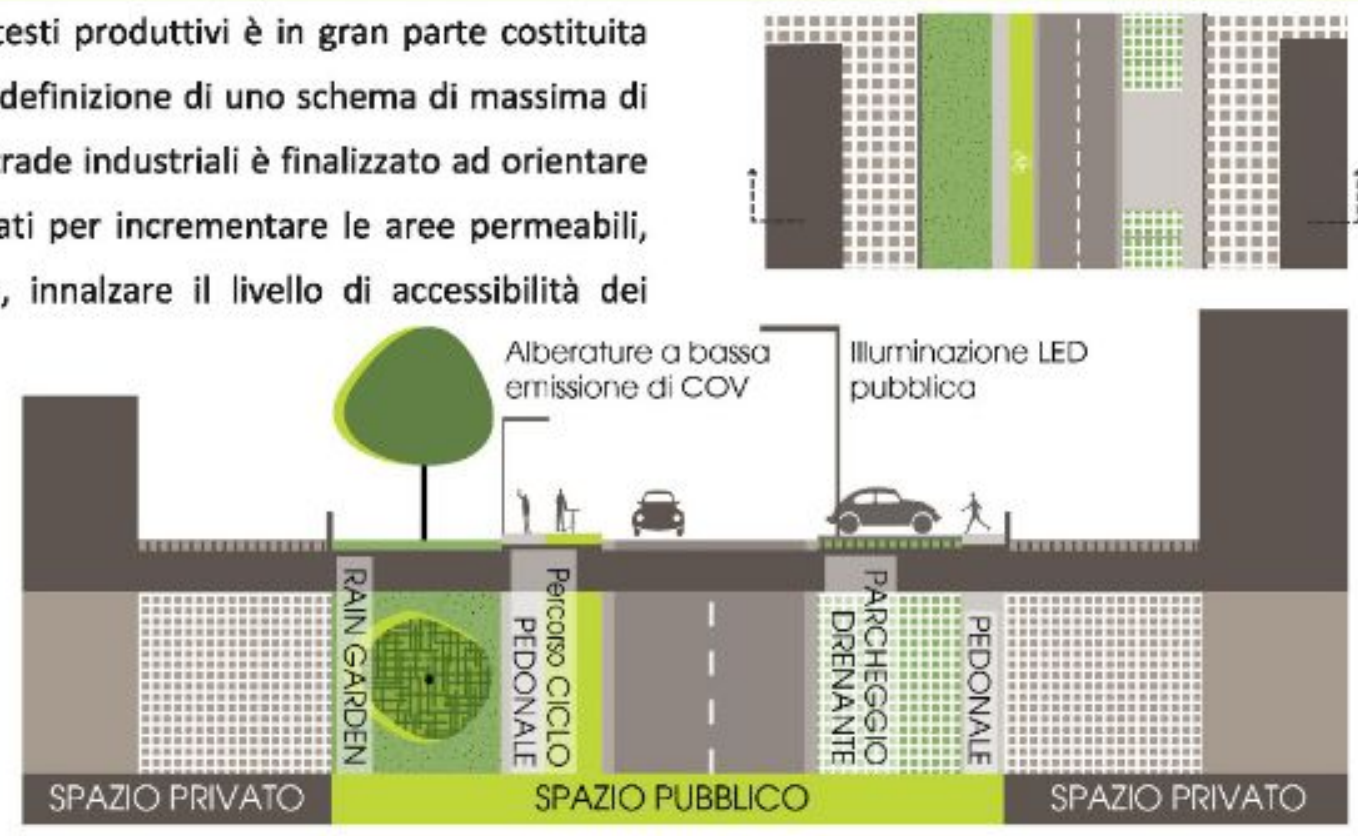 testi produttivi è in gran parte costituita
definizione di uno schema di massima di
trade industriali è finalizzato ad orientare
ati per incrementare le aree permeabili,
, innalzare il livello di accessibilità dei
Alberature a bassa
emissione di COV
Illuminazione LED
pubblica
RAIN GARDEN
Percorso CICLO
PEDONALE
PARCHEGGIO
DRENANTE
PEDONALE
SPAZIO PRIVATO
SPAZIO PUBBLICO
SPAZIO PRIVATO